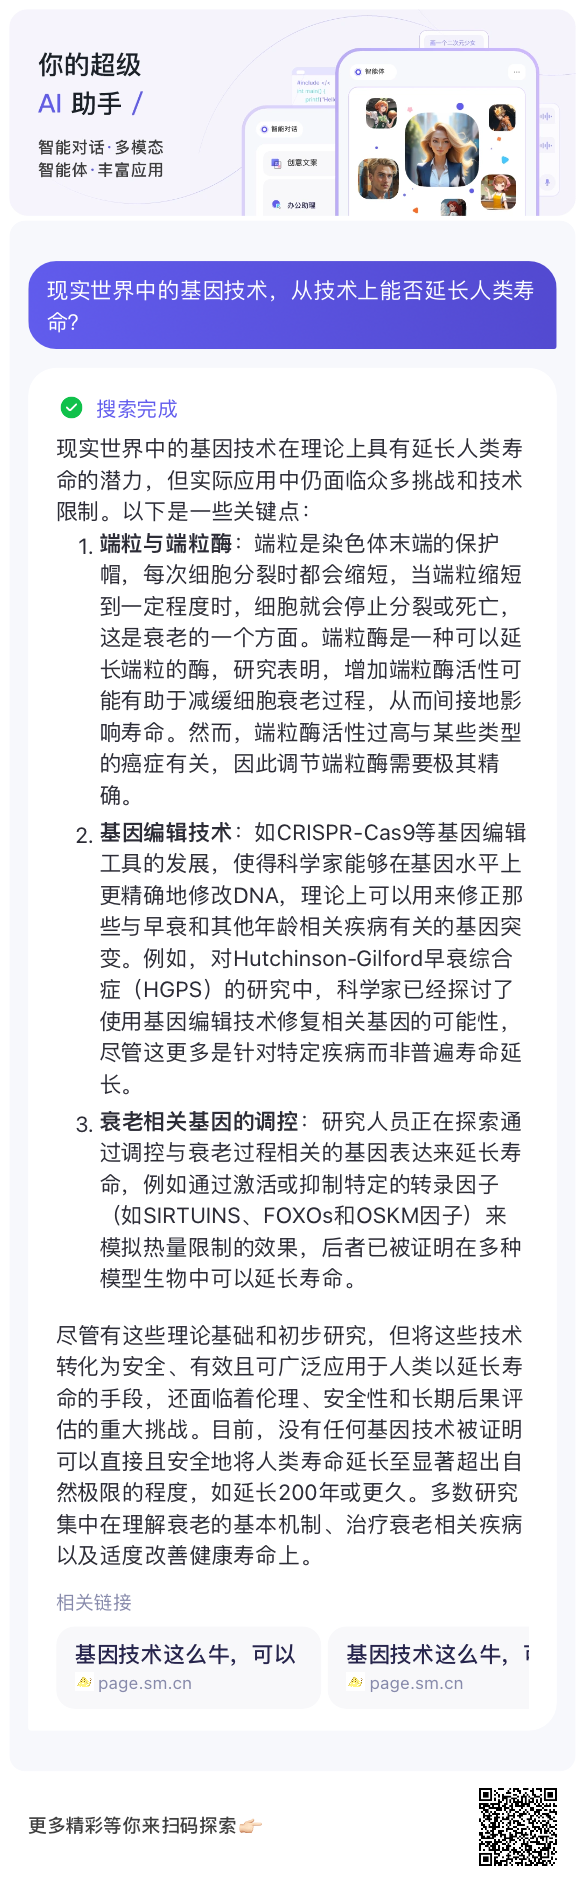 你的超级
AI 助手 /
智能对话·多模态
智能体·丰富应用
画一个二次元少女
#include </>
int main() {
printf("Hello
智能对话
创意文案
办公助理
智能体
现实世界中的基因技术，从技术上能否延长人类寿
命？
搜索完成
现实世界中的基因技术在理论上具有延长人类寿
命的潜力，但实际应用中仍面临众多挑战和技术
限制。以下是一些关键点：
1. 端粒与端粒酶：端粒是染色体末端的保护
帽，每次细胞分裂时都会缩短，当端粒缩短
到一定程度时，细胞就会停止分裂或死亡，
这是衰老的一个方面。端粒酶是一种可以延
长端粒的酶，研究表明，增加端粒酶活性可
能有助于减缓细胞衰老过程，从而间接地影
响寿命。然而，端粒酶活性过高与某些类型
的癌症有关，因此调节端粒酶需要极其精
确。
2. 基因编辑技术：如CRISPR-Cas9等基因编辑
工具的发展，使得科学家能够在基因水平上
更精确地修改DNA，理论上可以用来修正那
些与早衰和其他年龄相关疾病有关的基因突
变。例如，对Hutchinson-Gilford早衰综合
症（HGPS）的研究中，科学家已经探讨了
使用基因编辑技术修复相关基因的可能性，
尽管这更多是针对特定疾病而非普遍寿命延
长。
3. 衰老相关基因的调控：研究人员正在探索通
过调控与衰老过程相关的基因表达来延长寿
命，例如通过激活或抑制特定的转录因子
（如SIRTUINS、FOXOs和OSKM因子）来
模拟热量限制的效果，后者已被证明在多种
模型生物中可以延长寿命。
尽管有这些理论基础和初步研究，但将这些技术
转化为安全、有效且可广泛应用于人类以延长寿
命的手段，还面临着伦理、安全性和长期后果评
估的重大挑战。目前，没有任何基因技术被证明
可以直接且安全地将人类寿命延长至显著超出自
然极限的程度，如延长200年或更久。多数研究
集中在理解衰老的基本机制、治疗衰老相关疾病
以及适度改善健康寿命上。
相关链接
基因技术这么牛，可以
page.sm.cn
基因技术这么牛，
page.sm.cn
更多精彩等你来扫码探索👉🏻